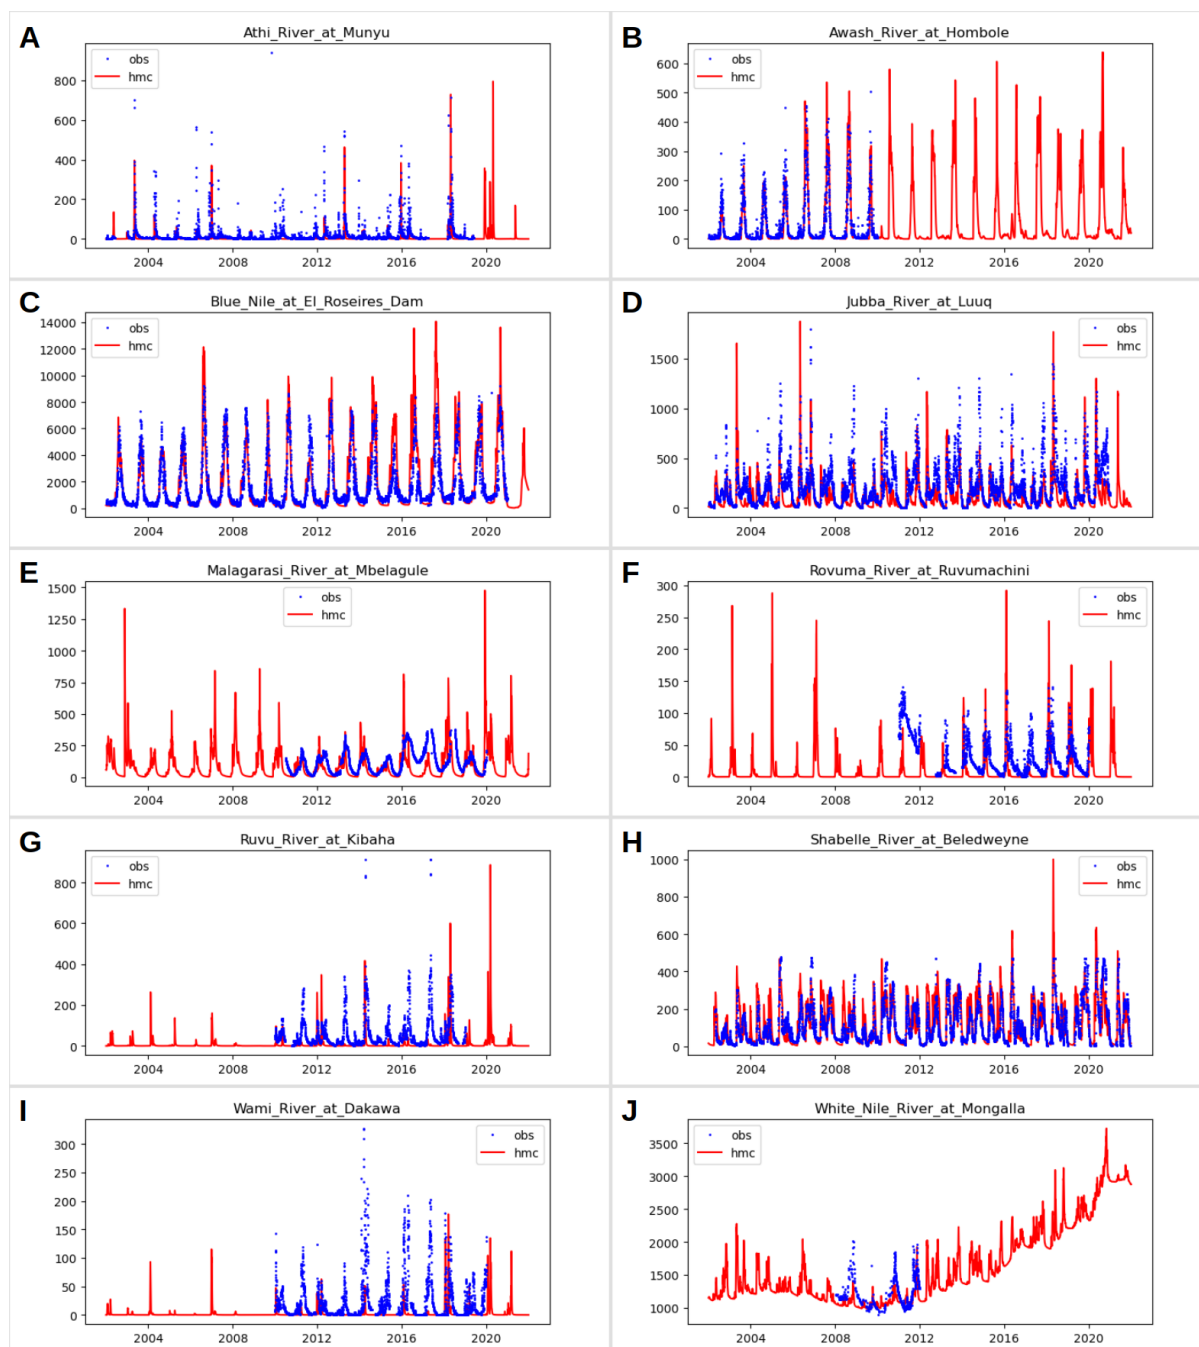 A
Athi_River_at_Munyu
obs
hmc
800
600
400
200
0
2004 2008 2012 2016 2020
B
Awash_River_at_Hombole
obs
hmc
600
500
400
300
200
100
0
2004 2008 2012 2016 2020
C
Blue_Nile_at_El_Roseires_Dam
obs
hmc
14000
12000
10000
8000
6000
4000
2000
0
2004 2008 2012 2016 2020
D
Jubba_River_at_Luuq
obs
hmc
1500
1000
500
0
2004 2008 2012 2016 2020
E
Malagarasi_River_at_Mbelagule
obs
hmc
1500
1250
1000
750
500
250
0
2004 2008 2012 2016 2020
F
Rovuma_River_at_Ruvumachini
obs
hmc
300
250
200
150
100
50
0
2004 2008 2012 2016 2020
G
Ruvu_River_at_Kibaha
obs
hmc
800
600
400
200
0
2004 2008 2012 2016 2020
H
Shabelle_River_at_Beledweyne
obs
hmc
1000
800
600
400
200
0
2004 2008 2012 2016 2020
I
Wami_River_at_Dakawa
obs
hmc
300
250
200
150
100
50
0
2004 2008 2012 2016 2020
J
White_Nile_River_at_Mongalla
obs
hmc
3500
3000
2500
2000
1500
1000
2004 2008 2012 2016 2020